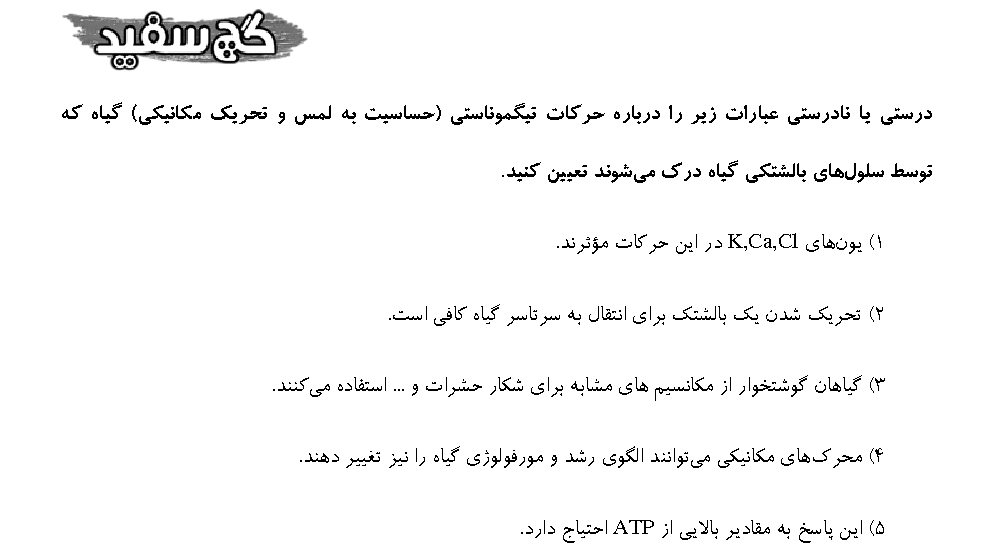 گچ سفید
درستی یا نادرستی عبارات زیر را درباره حرکات تیگموناستی (حساسیت به لمس و تحریک مکانیکی) گیاه که
توسط سلول‌های بالشتکی گیاه درک می‌شوند تعیین کنید.
۱) یون‌های K,Ca,Cl در این حرکات مؤثرند.
۲) تحریک شدن یک بالشتک برای انتقال به سرتاسر گیاه کافی است.
۳) گیاهان گوشتخوار از مکانسیم های مشابه برای شکار حشرات و ... استفاده می‌کنند.
۴) محرک‌های مکانیکی می‌توانند الگوی رشد و مورفولوژی گیاه را نیز تغییر دهند.
۵) این پاسخ به مقادیر بالایی از ATP احتیاج دارد.